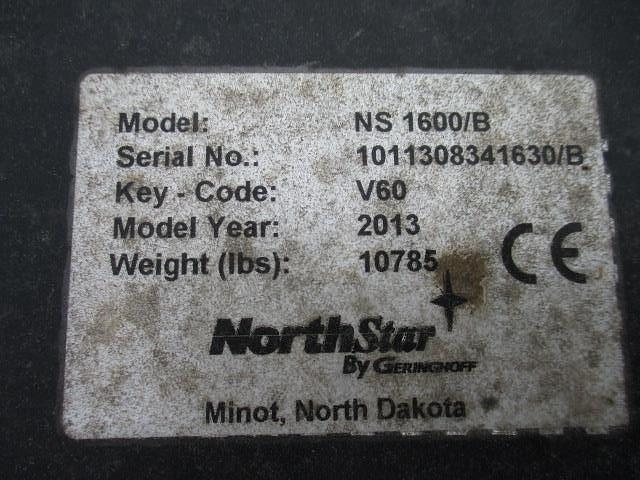 Model: NS 1600/B
Serial No.: 1011308341630/B
Key - Code: V60
Model Year: 2013
Weight (lbs): 10785
CE
NorthStar
By GERINGHOFF
Minot, North Dakota